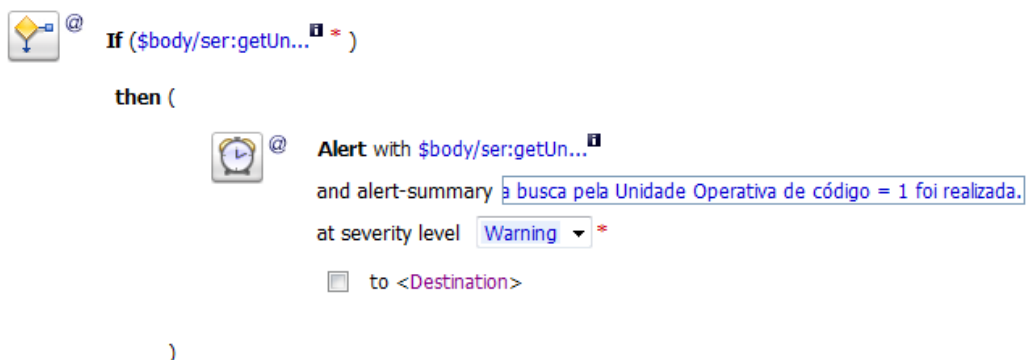 @ If ($body/ser:getUn...i * )
then (
@ Alert with $body/ser:getUn...i
and alert-summary a busca pela Unidade Operativa de código = 1 foi realizada.
at severity level Warning *
to <Destination>
)